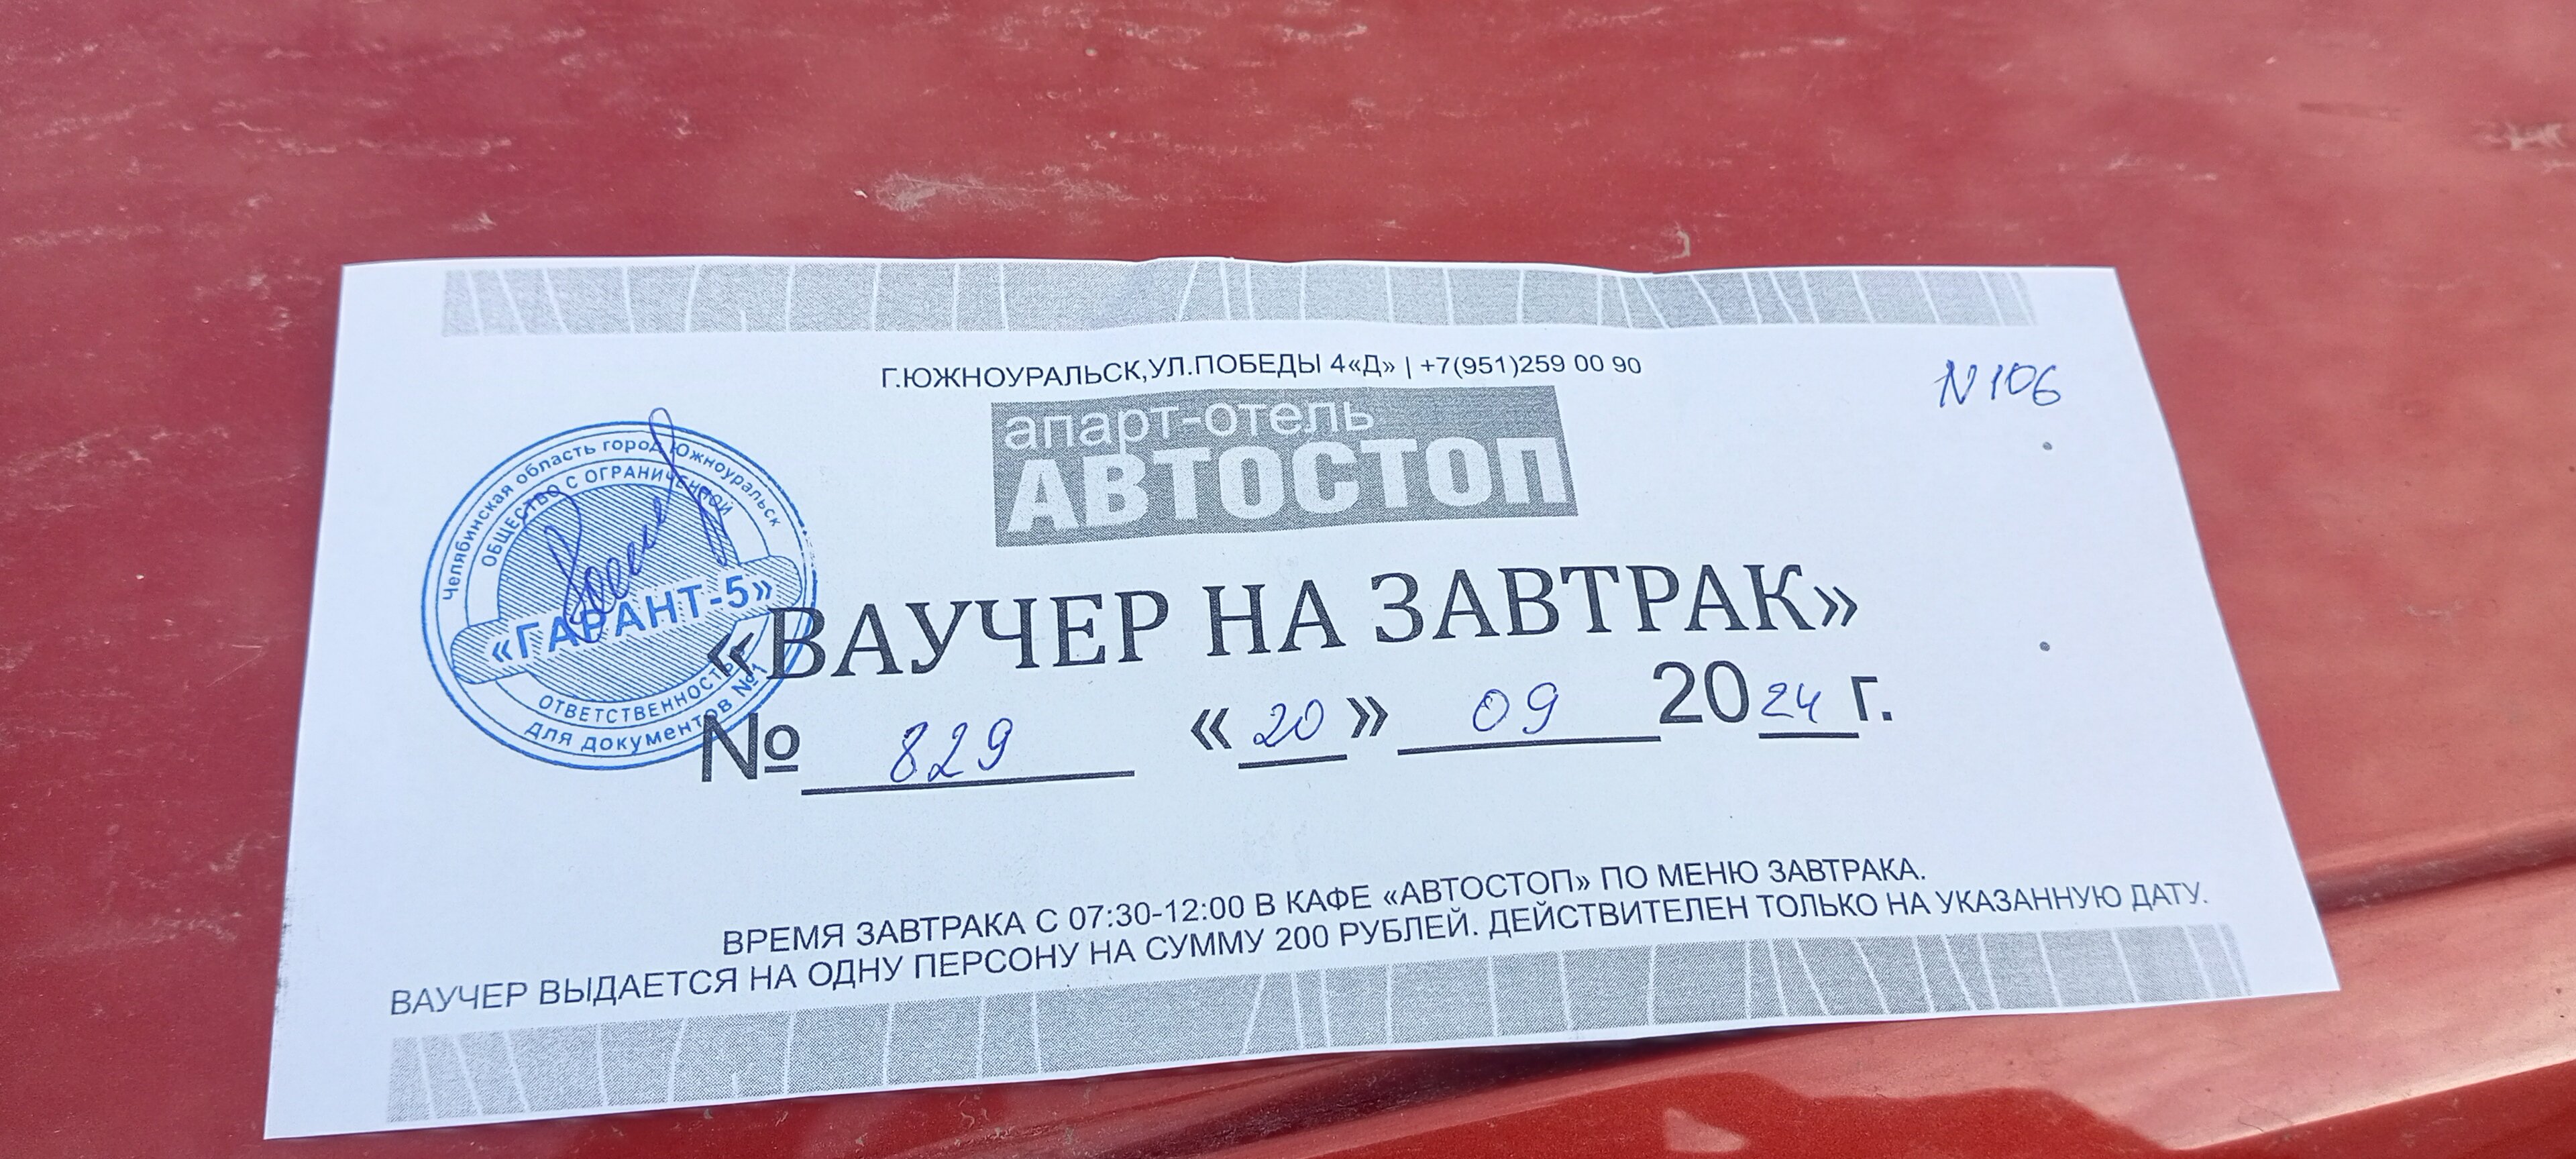 Г.ЮЖНОУРАЛЬСК,УЛ.ПОБЕДЫ 4«Д» | +7(951)259 00 90
N 106
апарт-отель
АВТОСТОП
Челябинская область город Южноуральск
ОБЩЕСТВО С ОГРАНИЧЕННОЙ
«ГАРАНТ-5»
ОТВЕТСТВЕННОСТЬЮ
для документов №1
«ВАУЧЕР НА ЗАВТРАК»
№ 829 «20» 09 2024 г.
ВРЕМЯ ЗАВТРАКА С 07:30-12:00 В КАФЕ «АВТОСТОП» ПО МЕНЮ ЗАВТРАКА.
ВАУЧЕР ВЫДАЕТСЯ НА ОДНУ ПЕРСОНУ НА СУММУ 200 РУБЛЕЙ. ДЕЙСТВИТЕЛЕН ТОЛЬКО НА УКАЗАННУЮ ДАТУ.